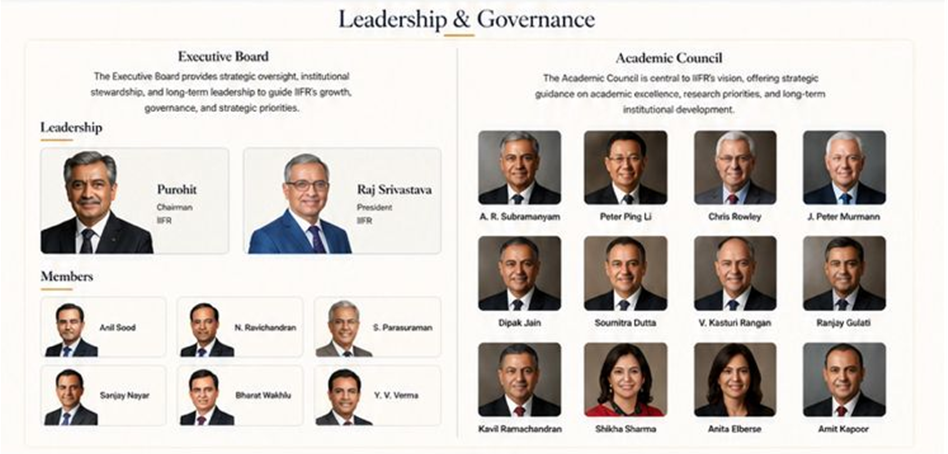 Leadership & Governance
Executive Board
The Executive Board provides strategic oversight, institutional
stewardship, and long-term leadership to guide IIFR's growth,
governance, and strategic priorities.
Leadership
Purohit
Chairman
IIFR
Raj Srivastava
President
IIFR
Members
Anil Sood
N. Ravichandran
S. Parasuraman
Sanjay Nayar
Bharat Wakhlu
Y. V. Verma
Academic Council
The Academic Council is central to IIFR's vision, offering strategic
guidance on academic excellence, research priorities, and long-term
institutional development.
A. R. Subramanyam
Peter Ping Li
Chris Rowley
J. Peter Murmann
Dipak Jain
Soumitra Dutta
V. Kasturi Rangan
Ranjay Gulati
Kavil Ramachandran
Shikha Sharma
Anita Elberse
Amit Kapoor